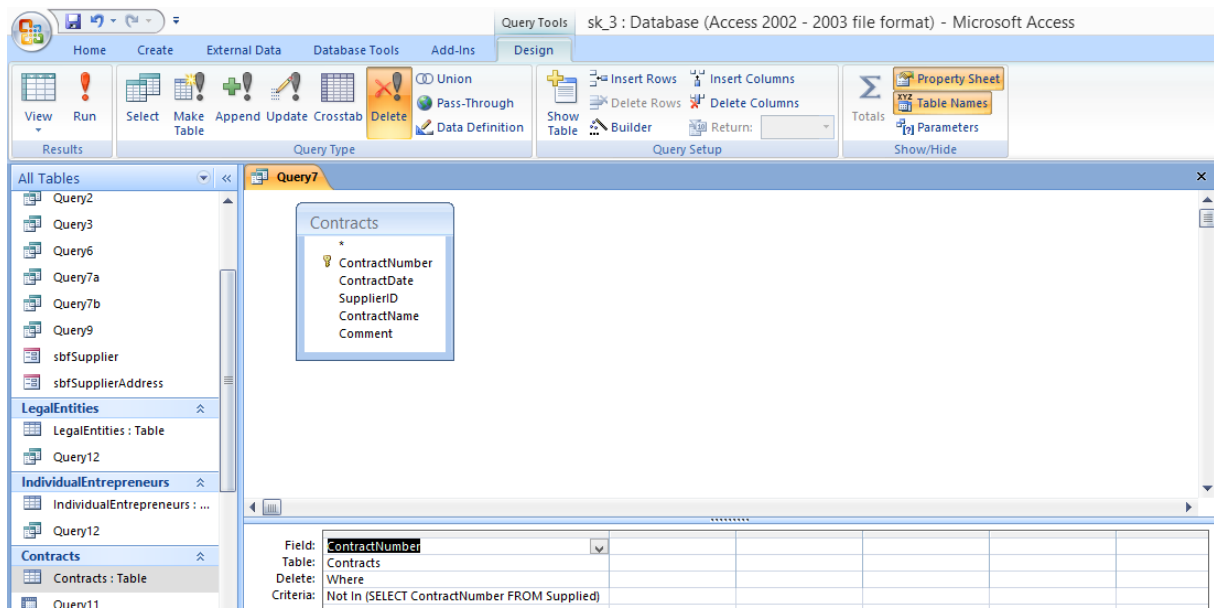 Query Tools sk_3 : Database (Access 2002 - 2003 file format) - Microsoft Access
Home Create External Data Database Tools Add-Ins Design
View
Run
Results
Select
Make Table
Append
Update
Crosstab
Delete
Union
Pass-Through
Data Definition
Query Type
Show Table
Insert Rows
Delete Rows
Builder
Insert Columns
Delete Columns
Return:
Query Setup
Totals
Property Sheet
Table Names
Parameters
Show/Hide
All Tables
Query2
Query3
Query6
Query7a
Query7b
Query9
sbfSupplier
sbfSupplierAddress
LegalEntities
LegalEntities : Table
Query12
IndividualEntrepreneurs
IndividualEntrepreneurs : ...
Query12
Contracts
Contracts : Table
Query11
Query7
Contracts
*
ContractNumber
ContractDate
SupplierID
ContractName
Comment
Field: ContractNumber
Table: Contracts
Delete: Where
Criteria: Not In (SELECT ContractNumber FROM Supplied)